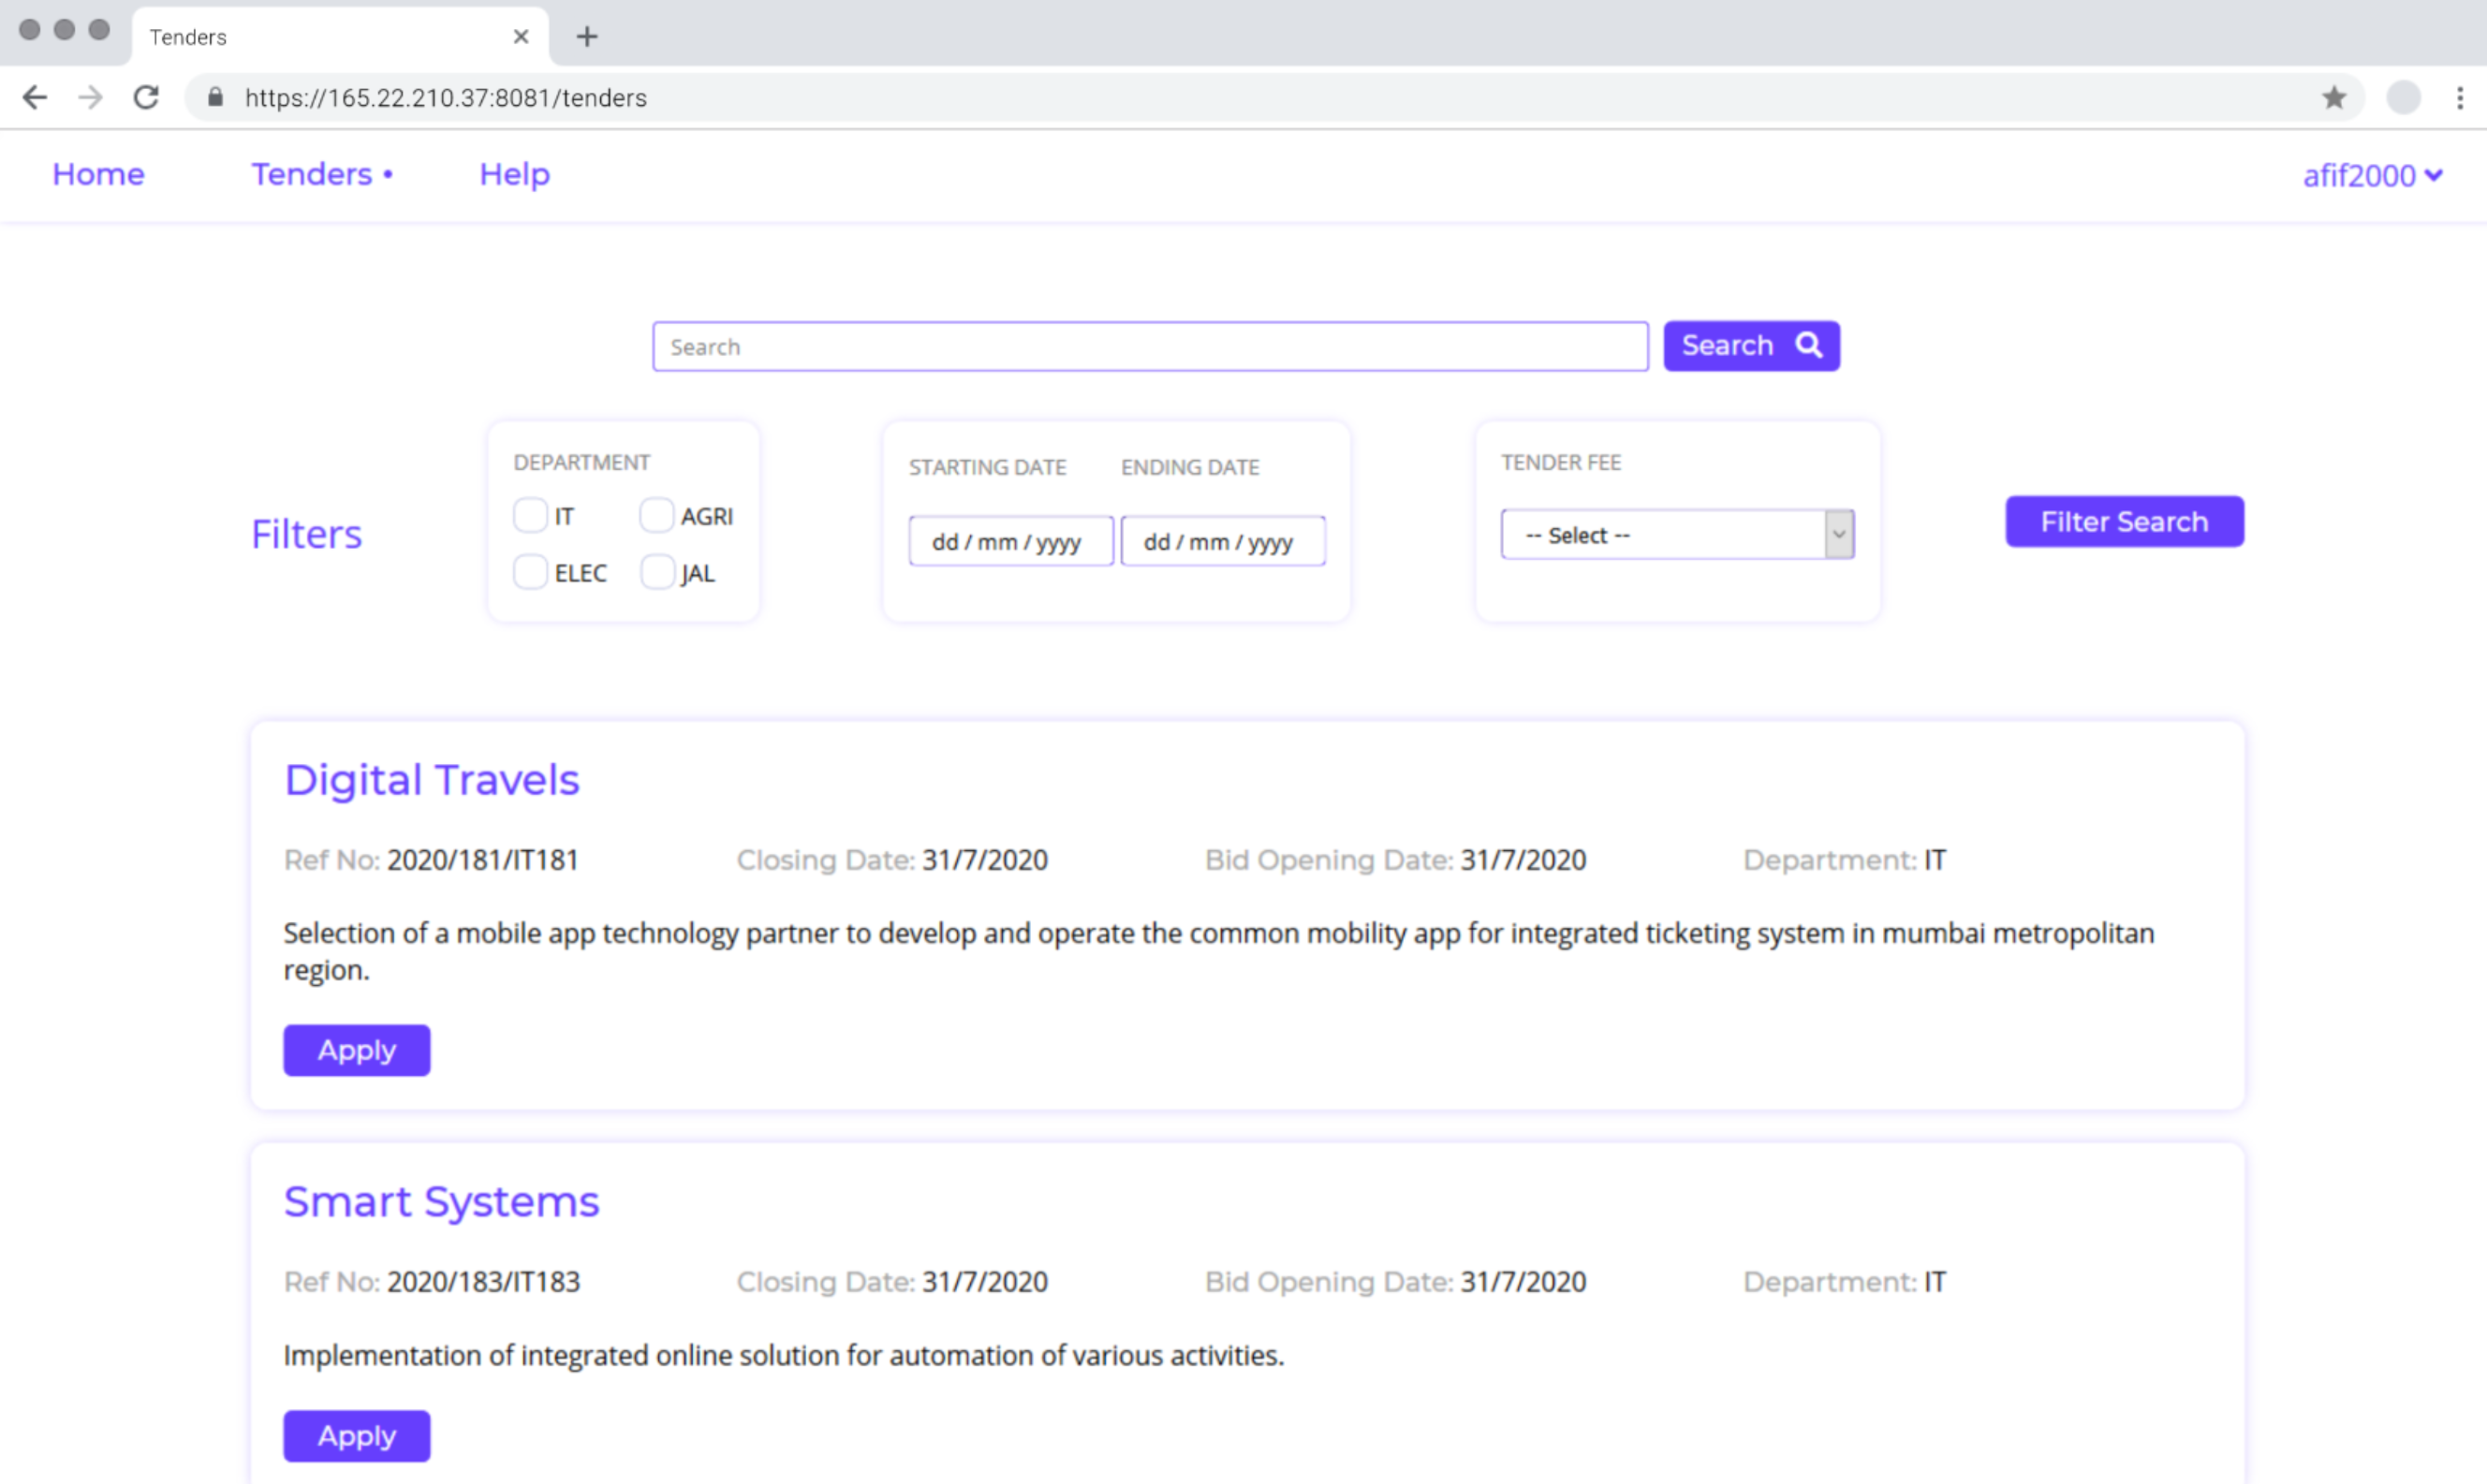 Tenders
https://165.22.210.37:8081/tenders
Home Tenders • Help afif2000
Search Search
Filters
DEPARTMENT
IT AGRI
ELEC JAL
STARTING DATE ENDING DATE
dd / mm / yyyy dd / mm / yyyy
TENDER FEE
-- Select --
Filter Search
Digital Travels
Ref No: 2020/181/IT181 Closing Date: 31/7/2020 Bid Opening Date: 31/7/2020 Department: IT
Selection of a mobile app technology partner to develop and operate the common mobility app for integrated ticketing system in mumbai metropolitan
region.
Apply
Smart Systems
Ref No: 2020/183/IT183 Closing Date: 31/7/2020 Bid Opening Date: 31/7/2020 Department: IT
Implementation of integrated online solution for automation of various activities.
Apply